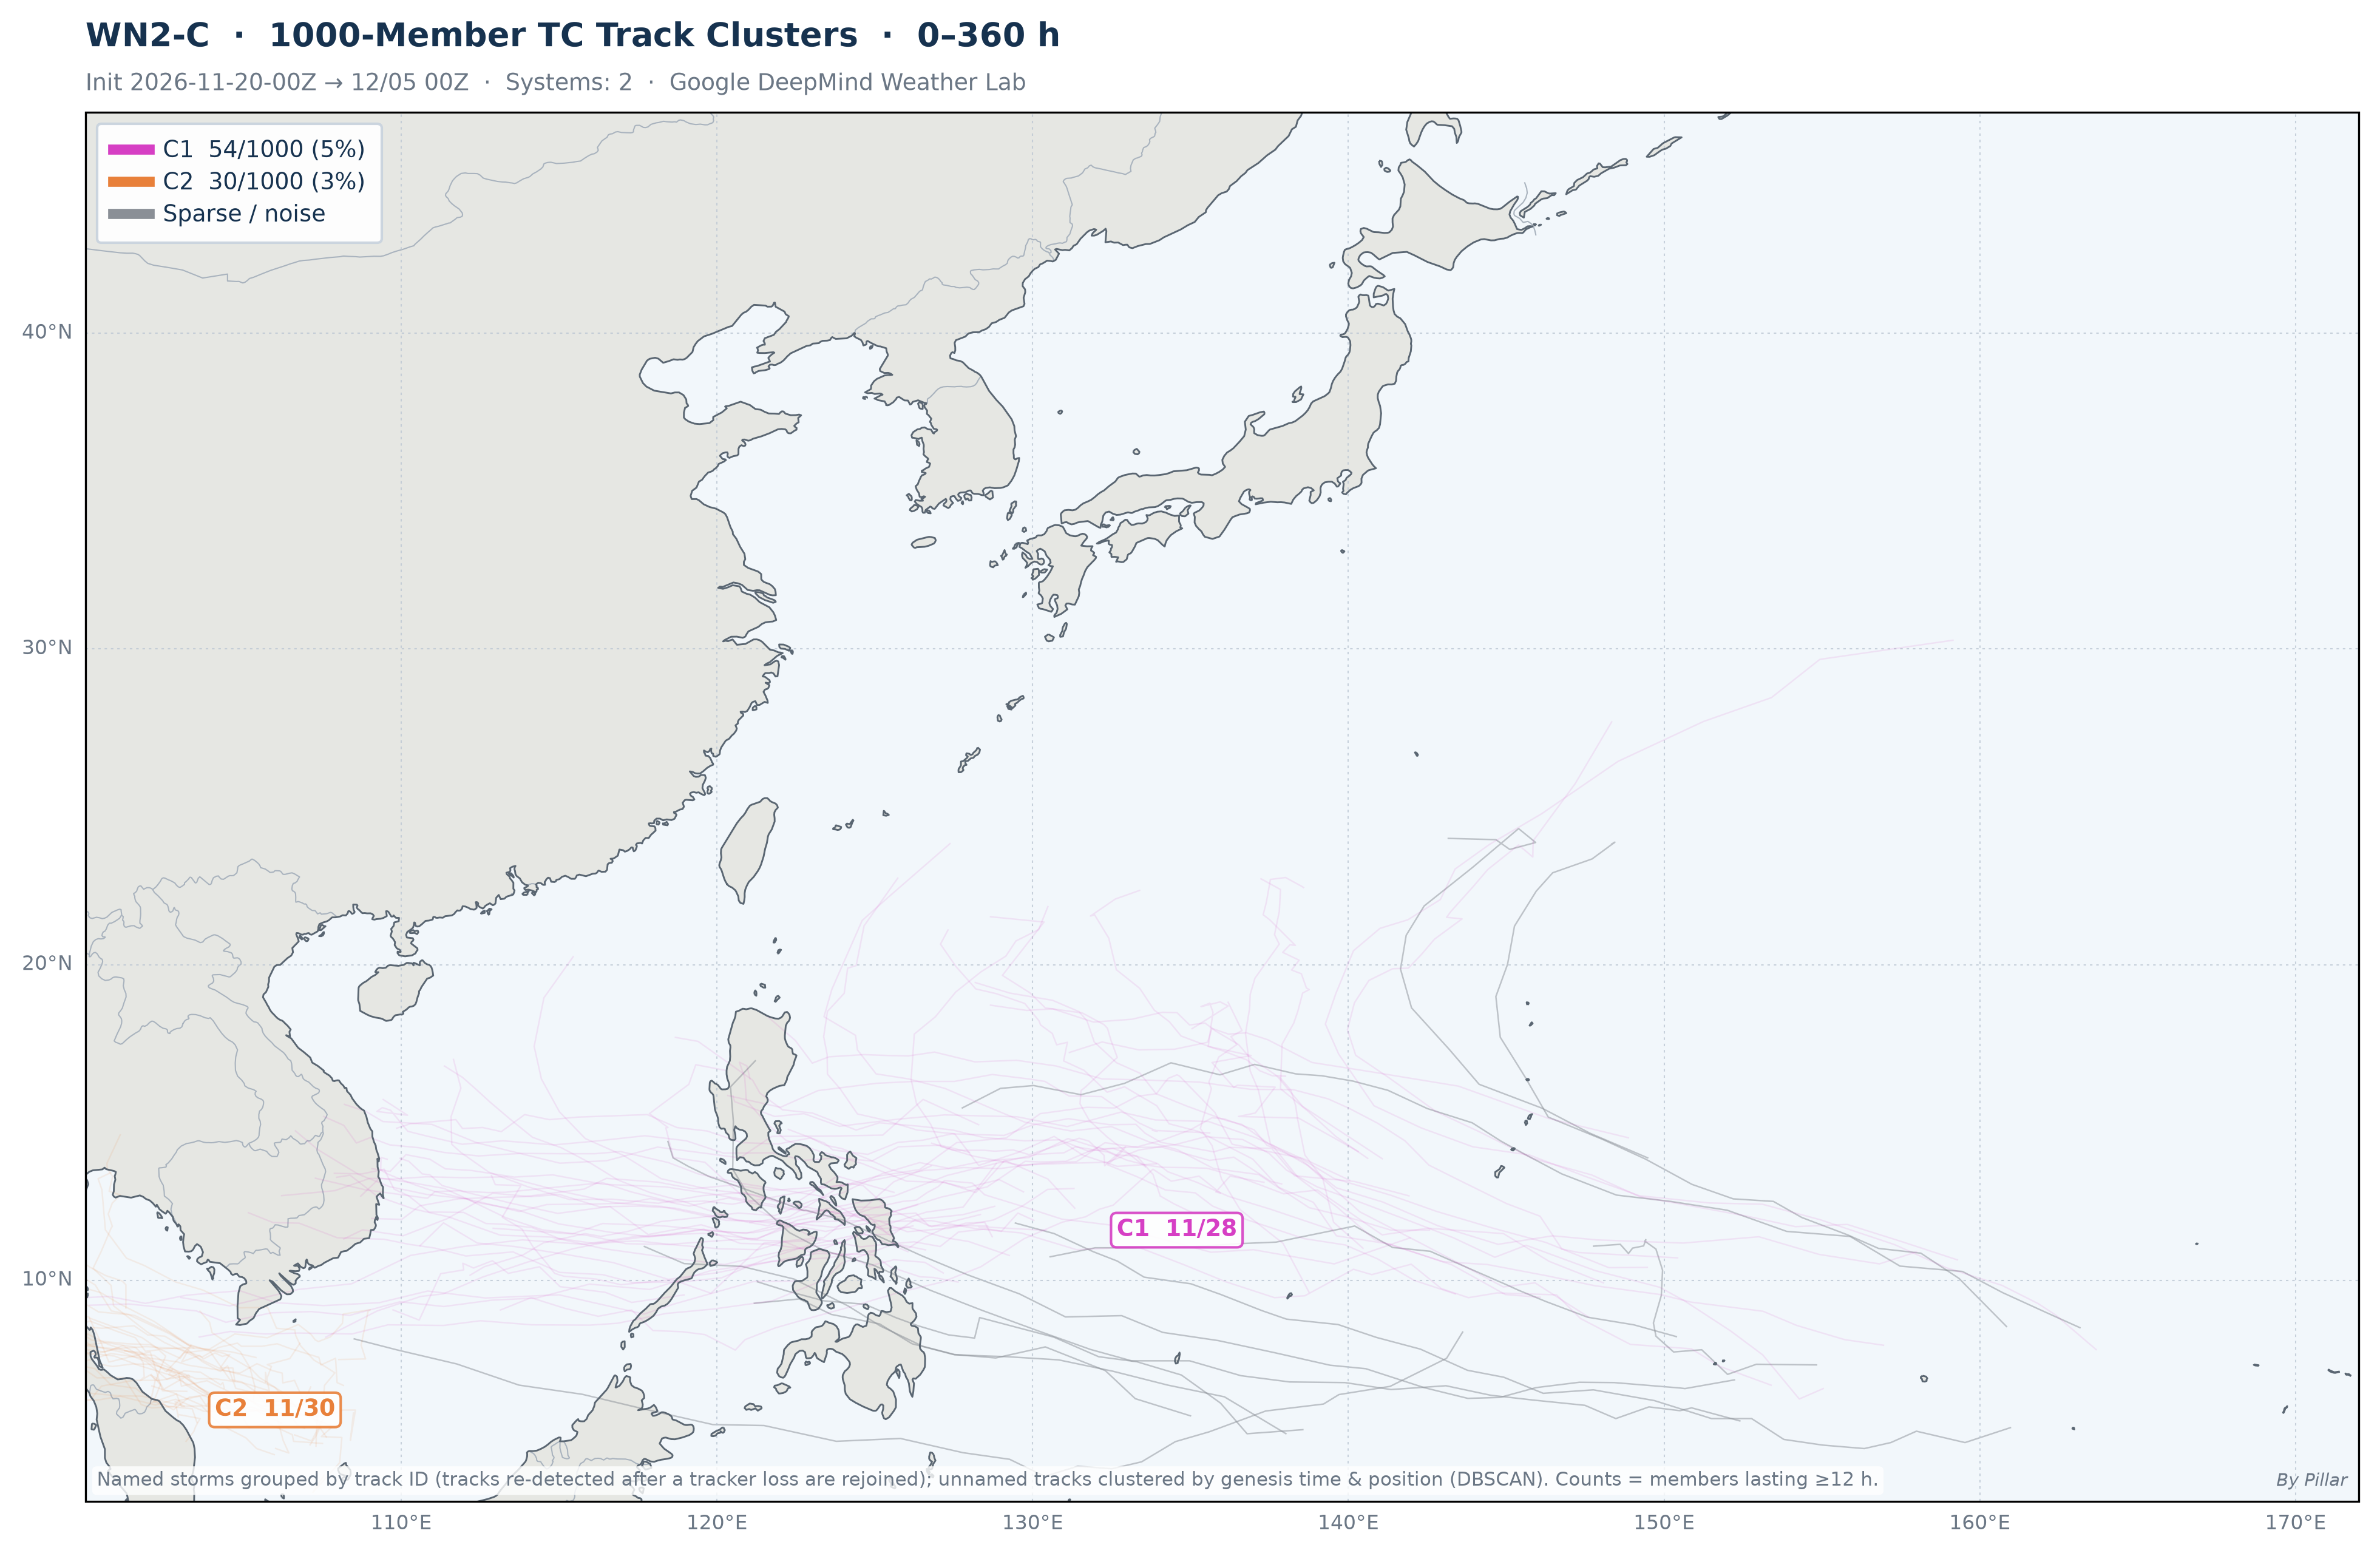 WN2-C · 1000-Member TC Track Clusters · 0–360 h
Init 2026-11-20-00Z → 12/05 00Z · Systems: 2 · Google DeepMind Weather Lab
C1 54/1000 (5%)
C2 30/1000 (3%)
Sparse / noise
40°N
30°N
20°N
10°N
C1 11/28
C2 11/30
Named storms grouped by track ID (tracks re-detected after a tracker loss are rejoined); unnamed tracks clustered by genesis time & position (DBSCAN). Counts = members lasting ≥12 h.
By Pillar
110°E 120°E 130°E 140°E 150°E 160°E 170°E